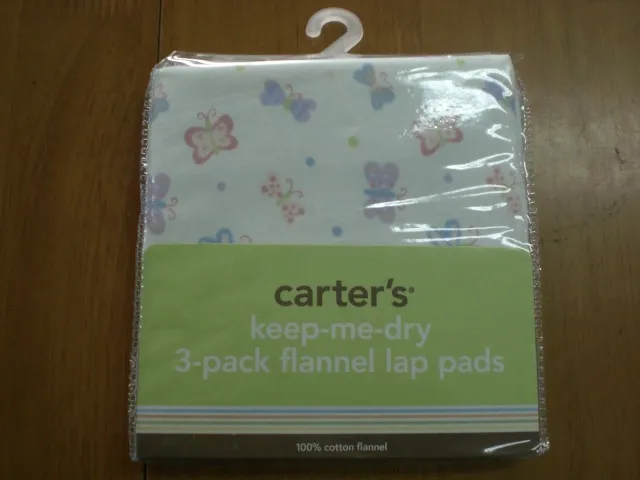 carter's
keep-me-dry
3-pack flannel lap pads
100% cotton flannel